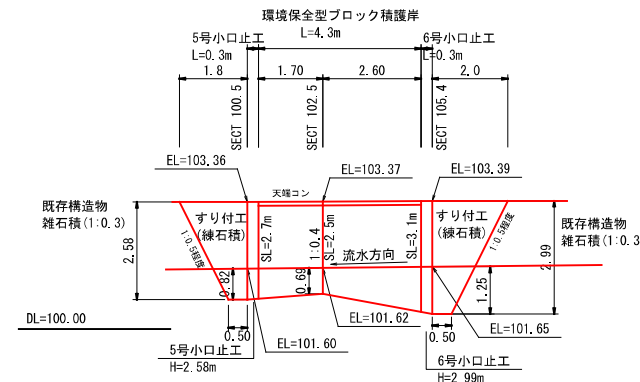 環境保全型ブロック積護岸
L=4.3m
5号小口止工
L=0.3m
6号小口止工
L=0.3m
1.8
1.70
2.60
2.0
SECT 100.5
SECT 102.5
SECT 105.4
EL=103.36
EL=103.37
EL=103.39
天端コン
既存構造物
雑石積(1:0.3)
すり付工
(練石積)
すり付工
(練石積)
既存構造物
雑石積(1:0.3
1:0.5程度
1:0.5程度
SL=2.7m
1:0.4
SL=2.5m
SL=3.1m
流水方向
2.58
0.82
0.69
1.25
2.99
DL=100.00
0.50
0.50
EL=101.62
EL=101.65
EL=101.60
5号小口止工
H=2.58m
6号小口止工
H=2.99m